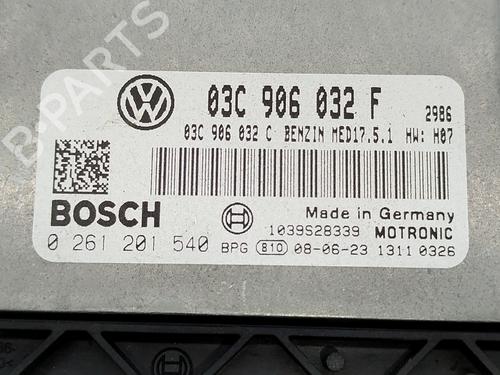 B-PARTS
03C 906 032 F 2986
03C 906 032 C BENZIN MED17.5.1 HW: H07
BOSCH
Made in Germany
1039S28339 MOTRONIC
0 261 201 540 BPG 810 08-06-23 1311 0326